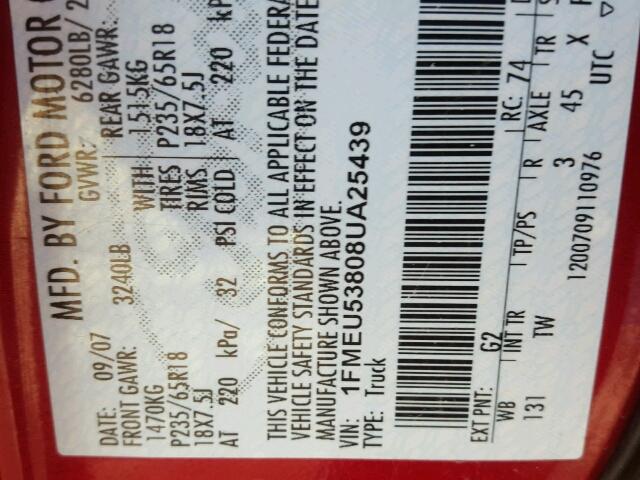 MFD. BY FORD MOTOR
DATE: 09/07 GVWR: 6280LB/ 2
FRONT GAWR: 3240LB REAR GAWR:
1470KG WITH 1515KG
P235/65R18 TIRES P235/65R18
18X7.5J RIMS 18X7.5J
AT 220 kPa/ 32 PSI COLD AT 220 kP
THIS VEHICLE CONFORMS TO ALL APPLICABLE FEDERA
VEHICLE SAFETY STANDARDS IN EFFECT ON THE DATE
MANUFACTURE SHOWN ABOVE.
VIN: 1FMEU53808UA25439
TYPE: Truck
EXT PNT: G2 RC: 74
WB INT TR TP/PS R AXLE TR S
131 TW 3 45 X F
1200709110976 UTC